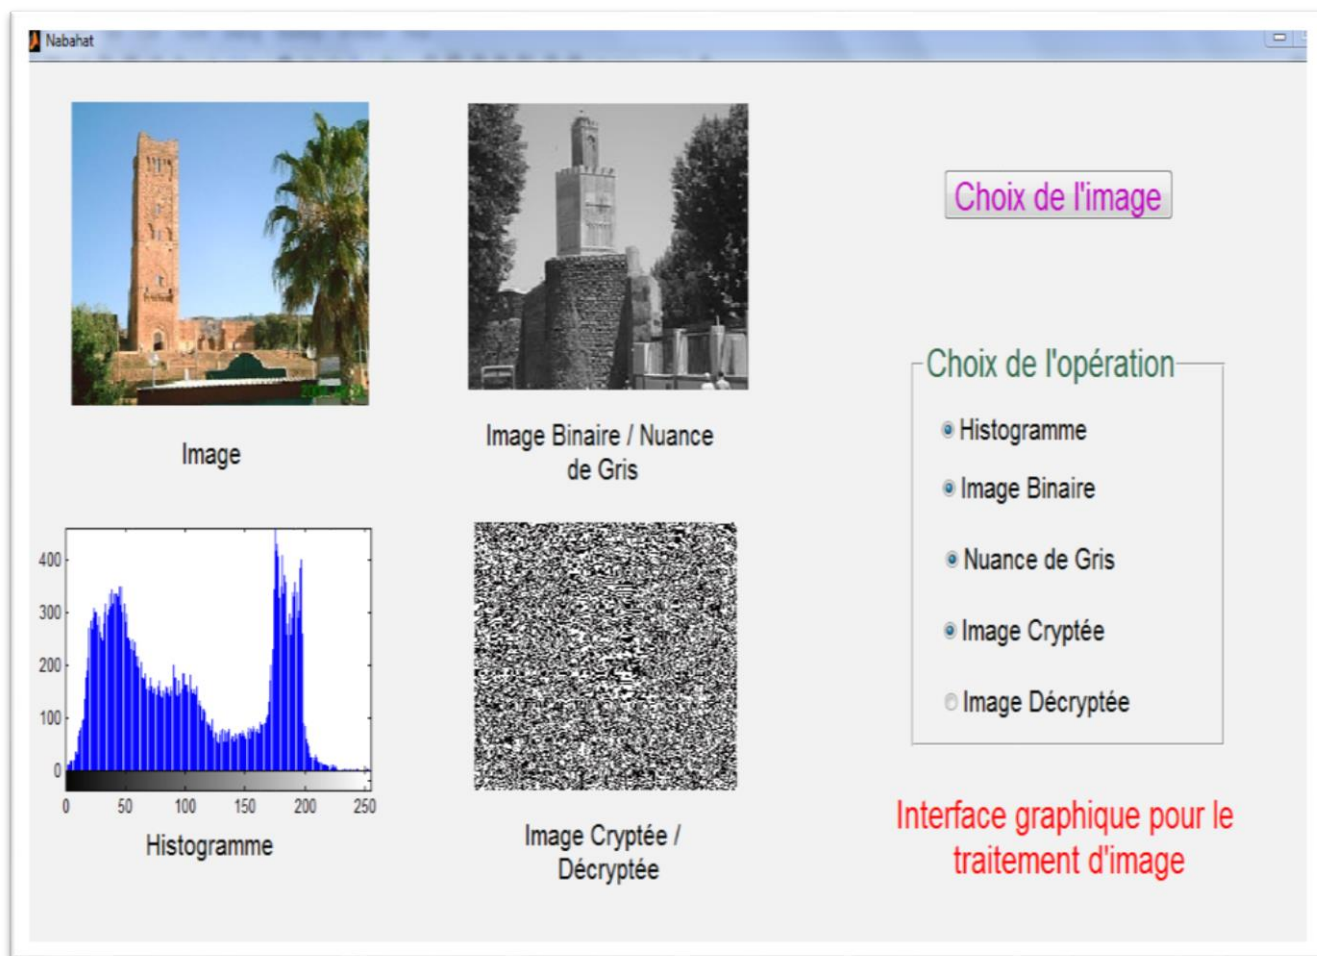 Nabahat
Choix de l'image
Image
Image Binaire / Nuance
de Gris
Choix de l'opération
Histogramme
Image Binaire
Nuance de Gris
Image Cryptée
Image Décryptée
400
300
200
100
0
0 50 100 150 200 250
Histogramme
Image Cryptée /
Décryptée
Interface graphique pour le
traitement d'image